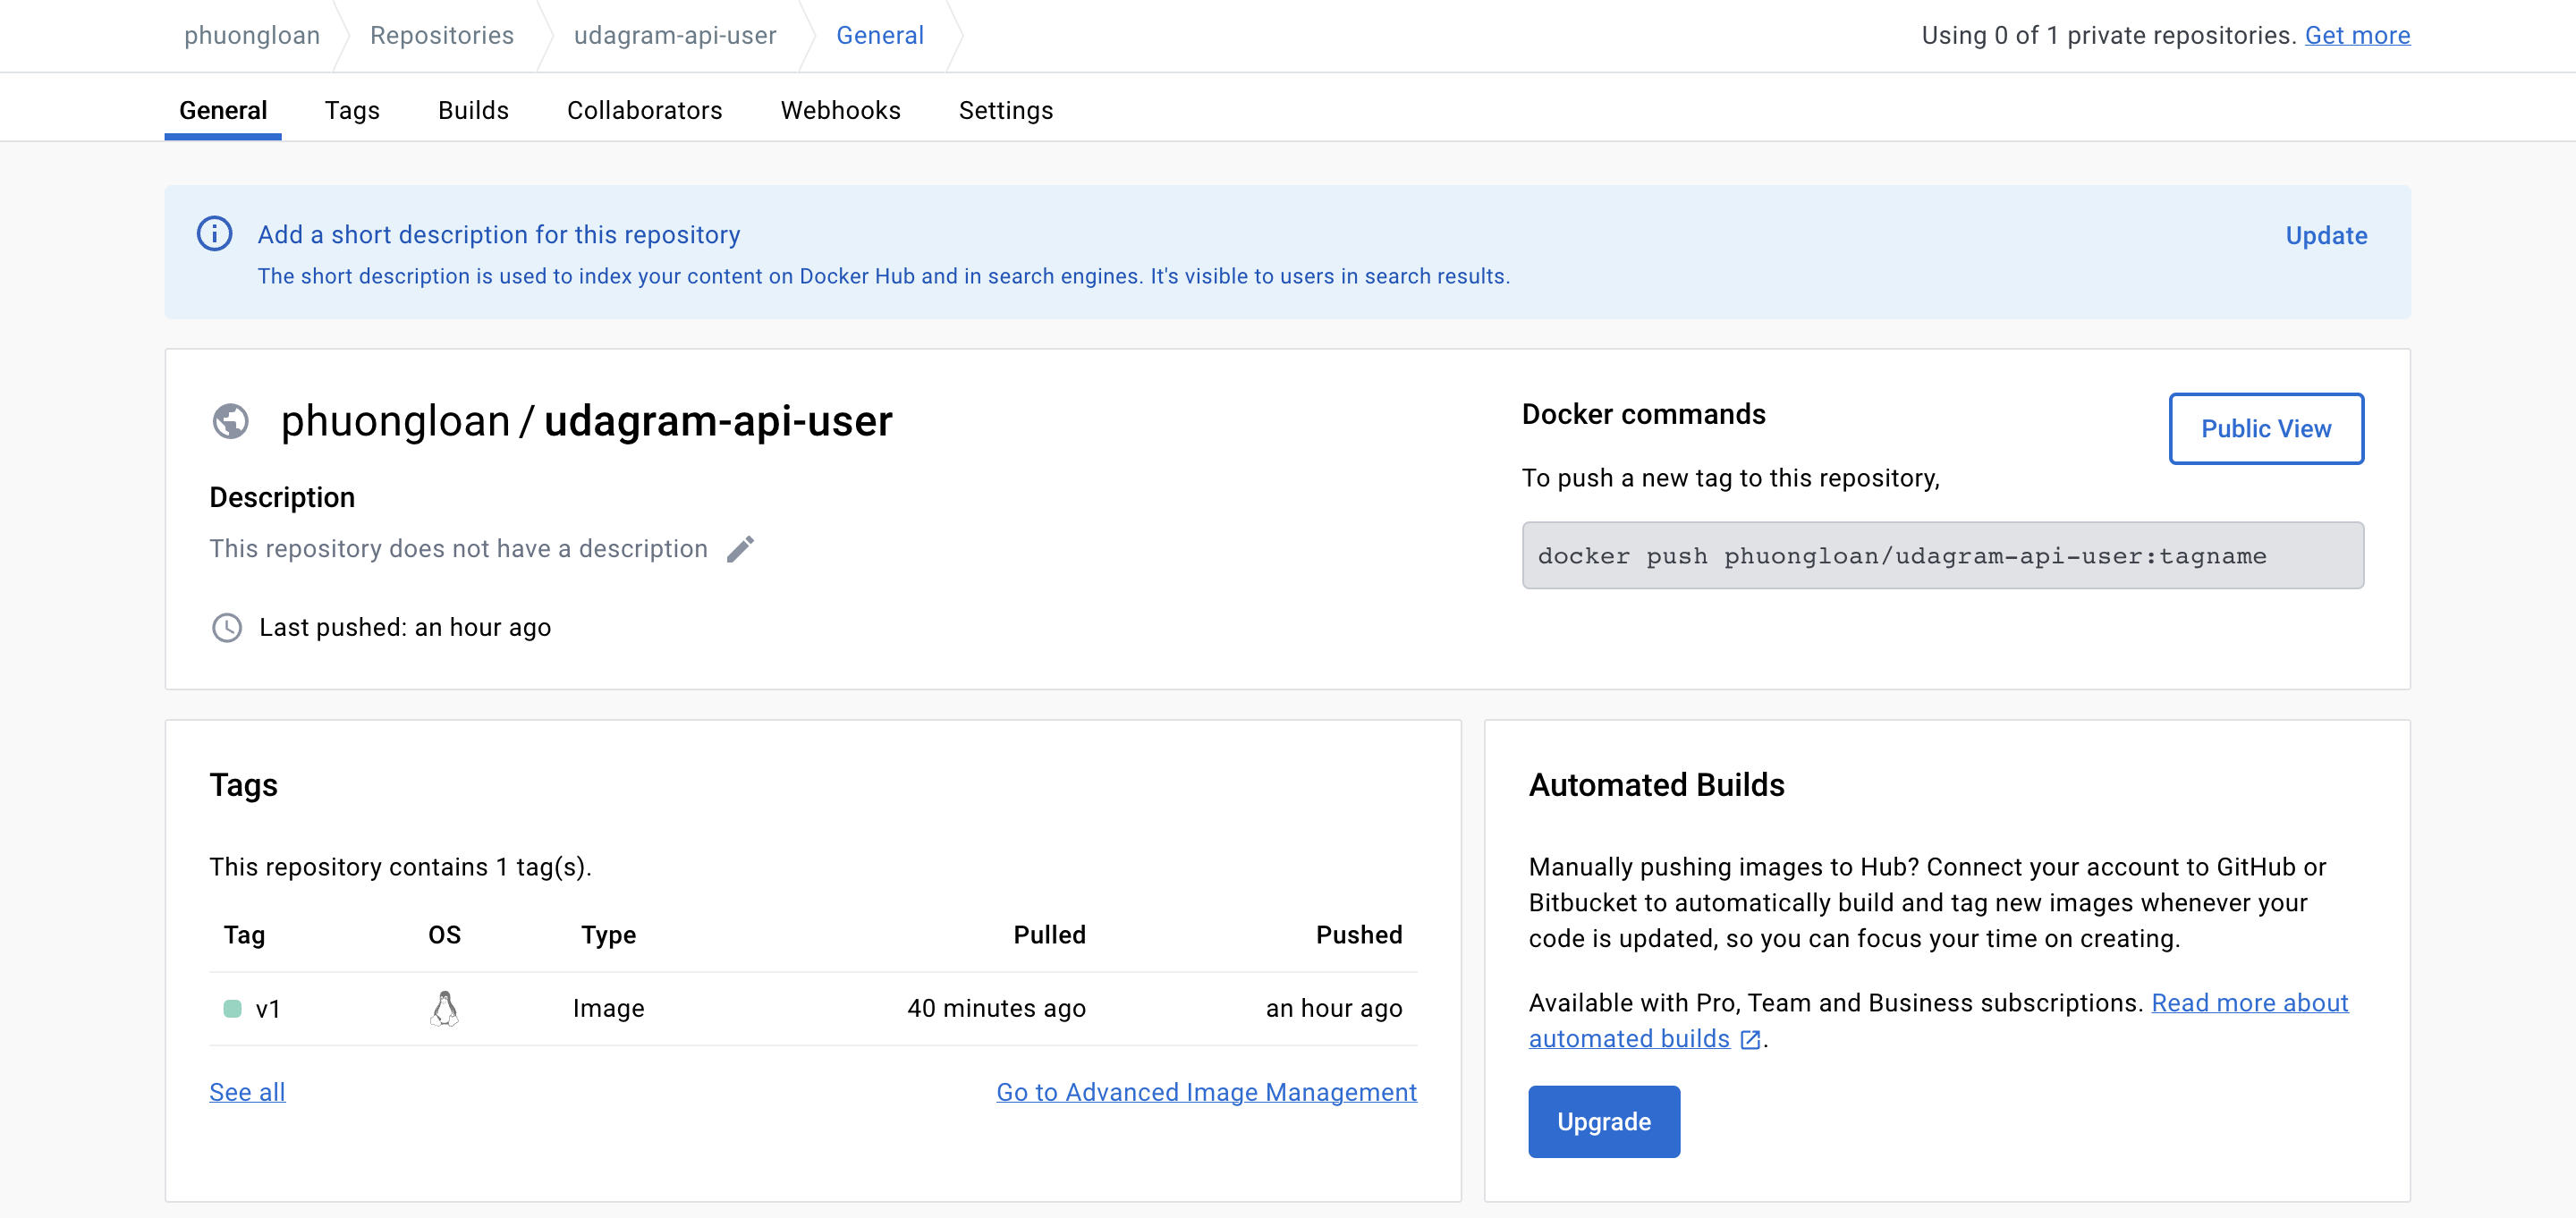 phuongloan Repositories udagram-api-user General Using 0 of 1 private repositories. Get more
General Tags Builds Collaborators Webhooks Settings
Add a short description for this repository
Update
The short description is used to index your content on Docker Hub and in search engines. It's visible to users in search results.
phuongloan / udagram-api-user
Description
This repository does not have a description
Last pushed: an hour ago
Docker commands
Public View
To push a new tag to this repository,
docker push phuongloan/udagram-api-user:tagname
Tags
This repository contains 1 tag(s).
Tag OS Type Pulled Pushed
v1 Image 40 minutes ago an hour ago
See all Go to Advanced Image Management
Automated Builds
Manually pushing images to Hub? Connect your account to GitHub or
Bitbucket to automatically build and tag new images whenever your
code is updated, so you can focus your time on creating.
Available with Pro, Team and Business subscriptions. Read more about
automated builds .
Upgrade